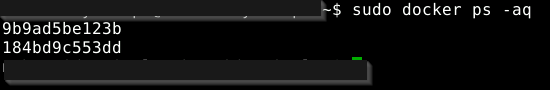 ~$ sudo docker ps -aq
9b9ad5be123b
184bd9c553dd